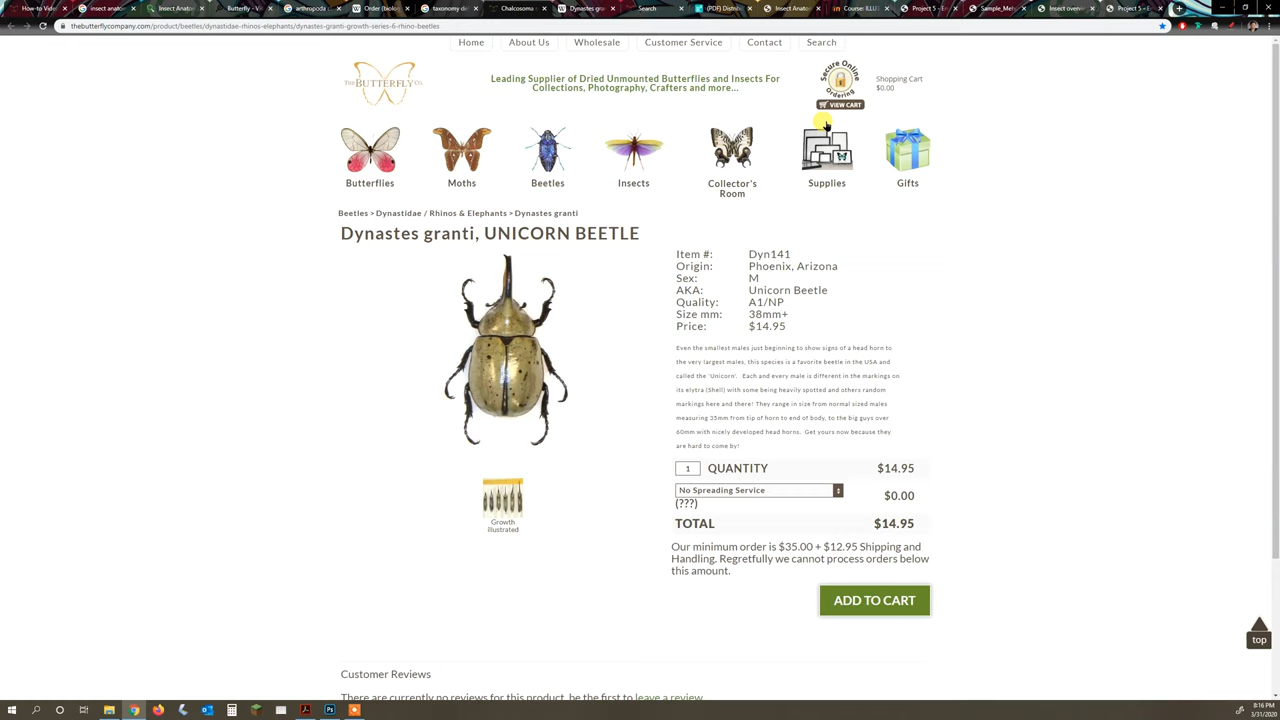 How-to Vide
insect anato
Insect Anat
Butterfly - V
arthropoda c
Order (biolo
taxonomy de
Chalcosoma
Dynastes gr
Search
(PDF) Distrib
Insect Anato
Course: ILLU
Project 5 - E
Sample_Meh
Insect overv
Project 5 - E
thebutterflycompany.com/product/beetles/dynastidae-rhinos-elephants/dynastes-granti-growth-series-6-rhino-beetles
Home About Us Wholesale Customer Service Contact Search
THE BUTTERFLY CO.
Leading Supplier of Dried Unmounted Butterflies and Insects For
Collections, Photography, Crafters and more...
Secure Online
Ordering
VIEW CART
Shopping Cart
$0.00
Butterflies Moths Beetles Insects Collector's Room Supplies Gifts
Beetles > Dynastidae / Rhinos & Elephants > Dynastes granti
Dynastes granti, UNICORN BEETLE
Item #: Dyn141
Origin: Phoenix, Arizona
Sex: M
AKA: Unicorn Beetle
Quality: A1/NP
Size mm: 38mm+
Price: $14.95
Even the smallest males just beginning to show signs of a head horn to
the very largest males, this species is a favorite beetle in the USA and
called the 'Unicorn'. Each and every male is different in the markings on
its elytra (Shell) with some being heavily spotted and others random
markings here and there! They range in size from normal sized males
measuring 35mm from tip of horn to end of body, to the big guys over
60mm with nicely developed head horns. Get yours now because they
are hard to come by!
1 QUANTITY $14.95
No Spreading Service $0.00
(???)
TOTAL $14.95
Growth
illustrated
Our minimum order is $35.00 + $12.95 Shipping and
Handling. Regretfully we cannot process orders below
this amount.
ADD TO CART
top
Customer Reviews
There are currently no reviews for this product, be the first to leave a review
8:16 PM
3/31/2020